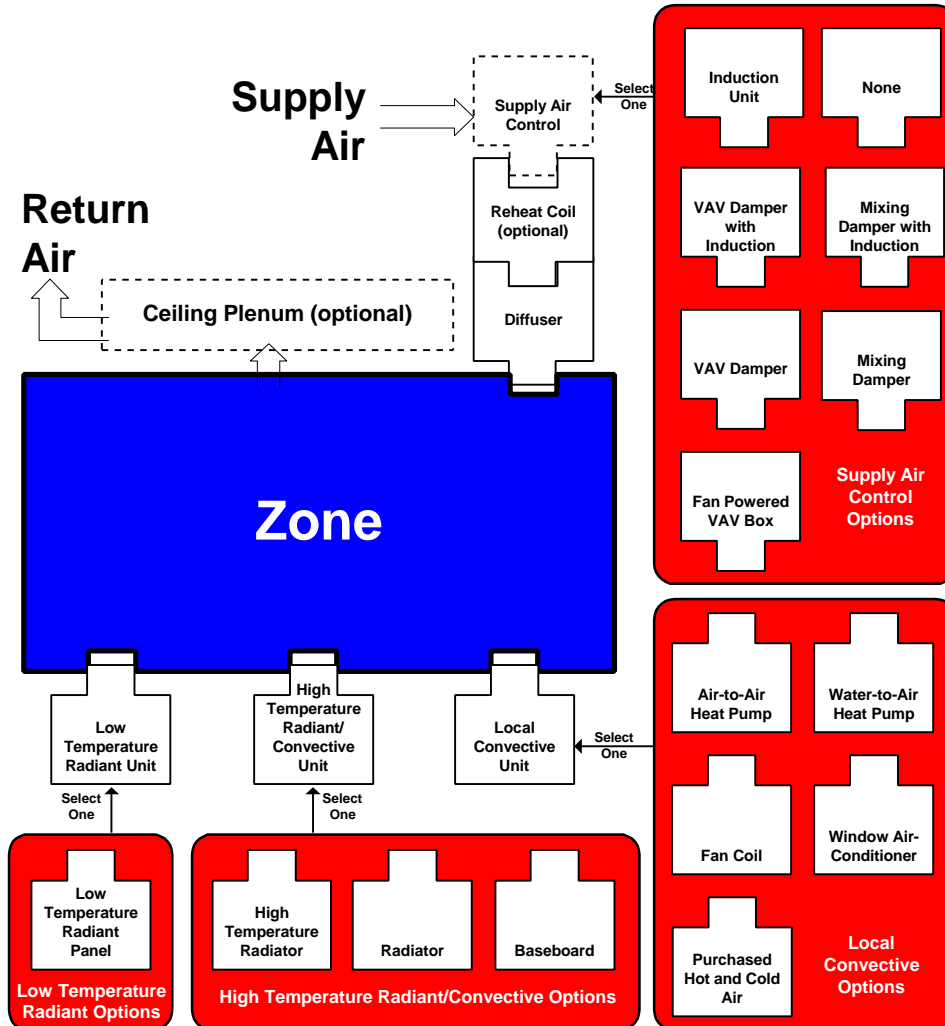 Supply
Air
Supply Air
Control
Select
One
Induction
Unit
None
Return
Air
Reheat Coil
(optional)
VAV Damper
with
Induction
Mixing
Damper with
Induction
Ceiling Plenum (optional)
Diffuser
VAV Damper
Mixing
Damper
Zone
Fan Powered
VAV Box
Supply Air
Control
Options
Low
Temperature
Radiant Unit
High
Temperature
Radiant/
Convective
Unit
Local
Convective
Unit
Select
One
Air-to-Air
Heat Pump
Water-to-Air
Heat Pump
Select
One
Select
One
Fan Coil
Window Air-
Conditioner
Low
Temperature
Radiant
Panel
Low Temperature
Radiant Options
High
Temperature
Radiator
Radiator
Baseboard
High Temperature Radiant/Convective Options
Purchased
Hot and Cold
Air
Local
Convective
Options